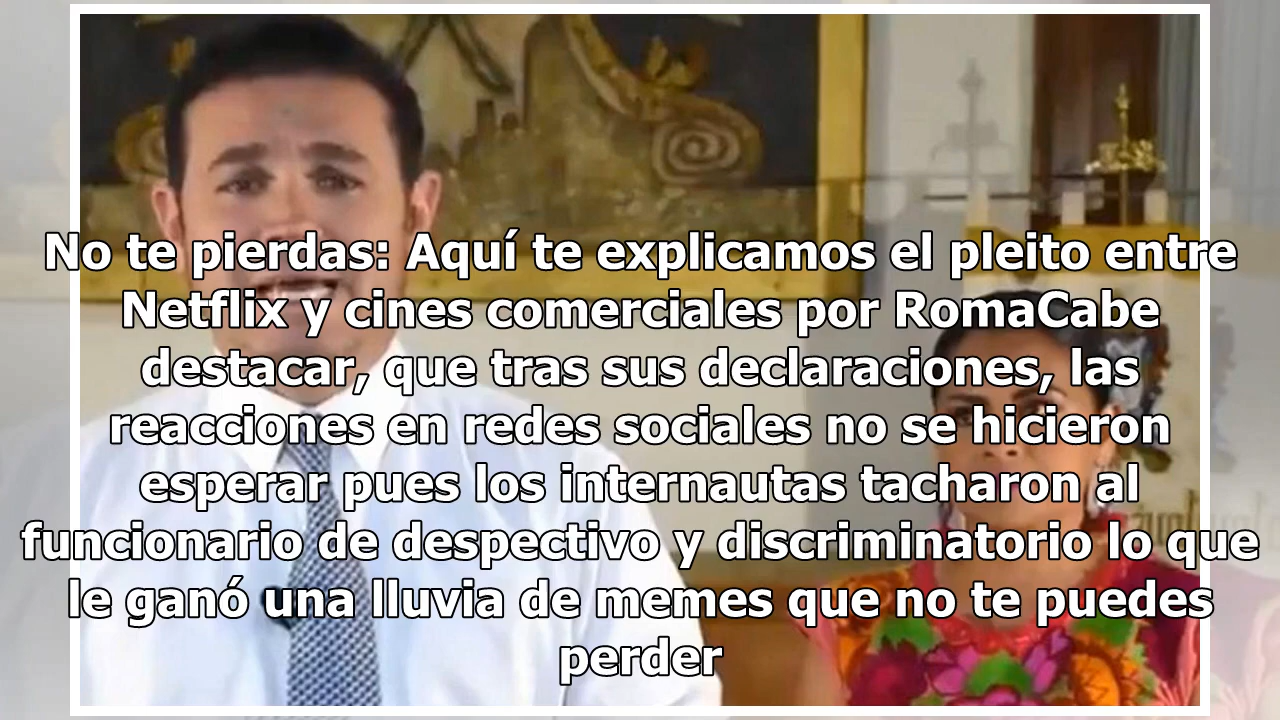 No te pierdas: Aquí te explicamos el pleito entre
Netflix y cines comerciales por RomaCabe
destacar, que tras sus declaraciones, las
reacciones en redes sociales no se hicieron
esperar pues los internautas tacharon al
funcionario de despectivo y discriminatorio lo que
le ganó una lluvia de memes que no te puedes
perder